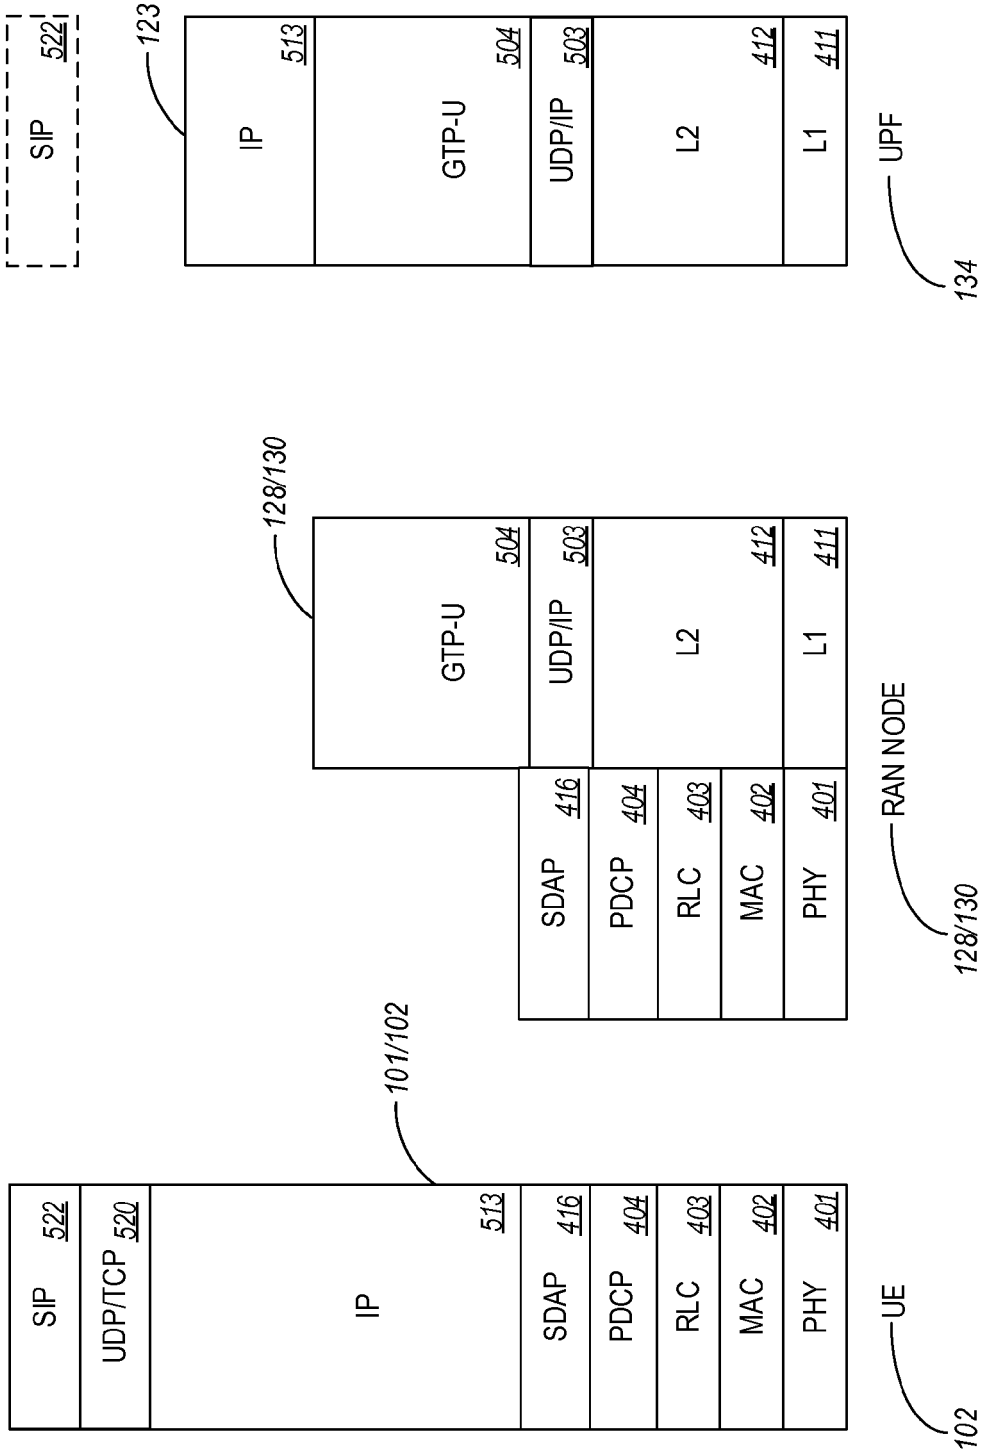 SIP 522
UDP/TCP 520
IP 513
SDAP 416
PDCP 404
RLC 403
MAC 402
PHY 401
101/102
UE
102
SDAP 416
PDCP 404
RLC 403
MAC 402
PHY 401
GTP-U 504
UDP/IP 503
L2 412
L1 411
128/130
RAN NODE
128/130
SIP 522
IP 513
GTP-U 504
UDP/IP 503
L2 412
L1 411
123
UPF
134